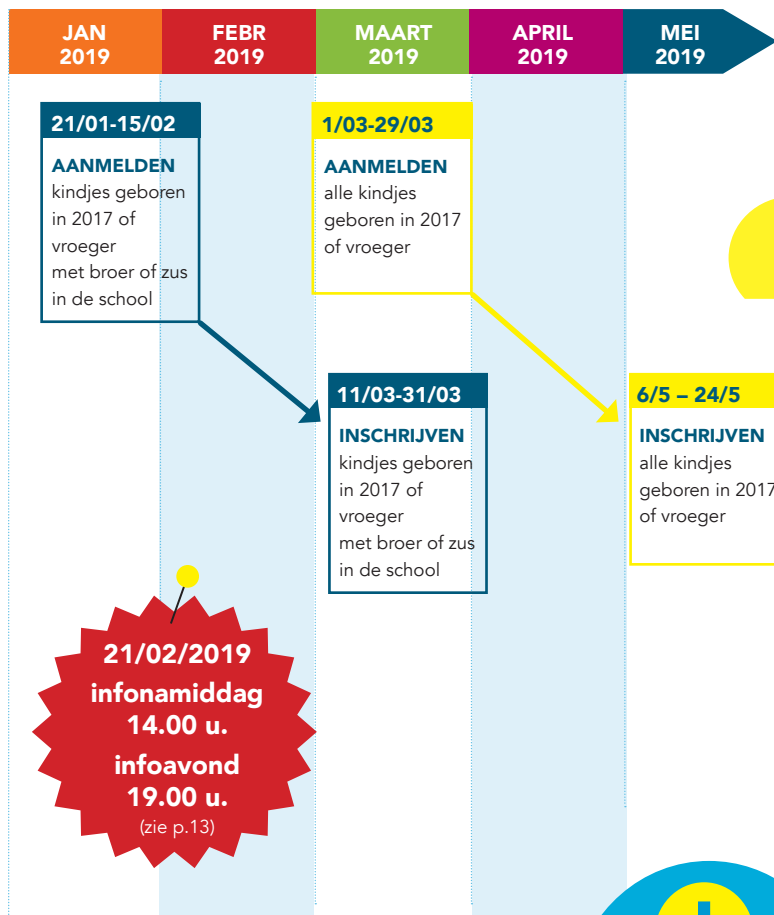 JAN
2019
FEBR
2019
MAART
2019
APRIL
2019
MEI
2019
21/01-15/02
AANMELDEN
kindjes geboren
in 2017 of
vroeger
met broer of zus
in de school
1/03-29/03
AANMELDEN
alle kindjes
geboren in 2017
of vroeger
11/03-31/03
INSCHRIJVEN
kindjes geboren
in 2017 of
vroeger
met broer of zus
in de school
6/5 – 24/5
INSCHRIJVEN
alle kindjes
geboren in 2017
of vroeger
21/02/2019
infonamiddag
14.00 u.
infoavond
19.00 u.
(zie p.13)